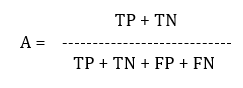 TP + TN
A = ----------------------------
TP + TN + FP + FN